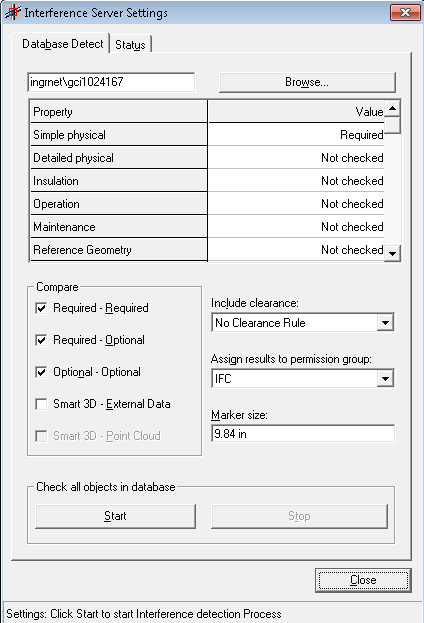 Interference Server Settings
Database Detect Status
ingrnet\gci1024167 Browse...
Property Value
Simple physical Required
Detailed physical Not checked
Insulation Not checked
Operation Not checked
Maintenance Not checked
Reference Geometry Not checked
Compare
Required - Required
Required - Optional
Optional - Optional
Smart 3D - External Data
Smart 3D - Point Cloud
Include clearance:
No Clearance Rule
Assign results to permission group:
IFC
Marker size:
9.84 in
Check all objects in database
Start Stop
Close
Settings: Click Start to start Interference detection Process